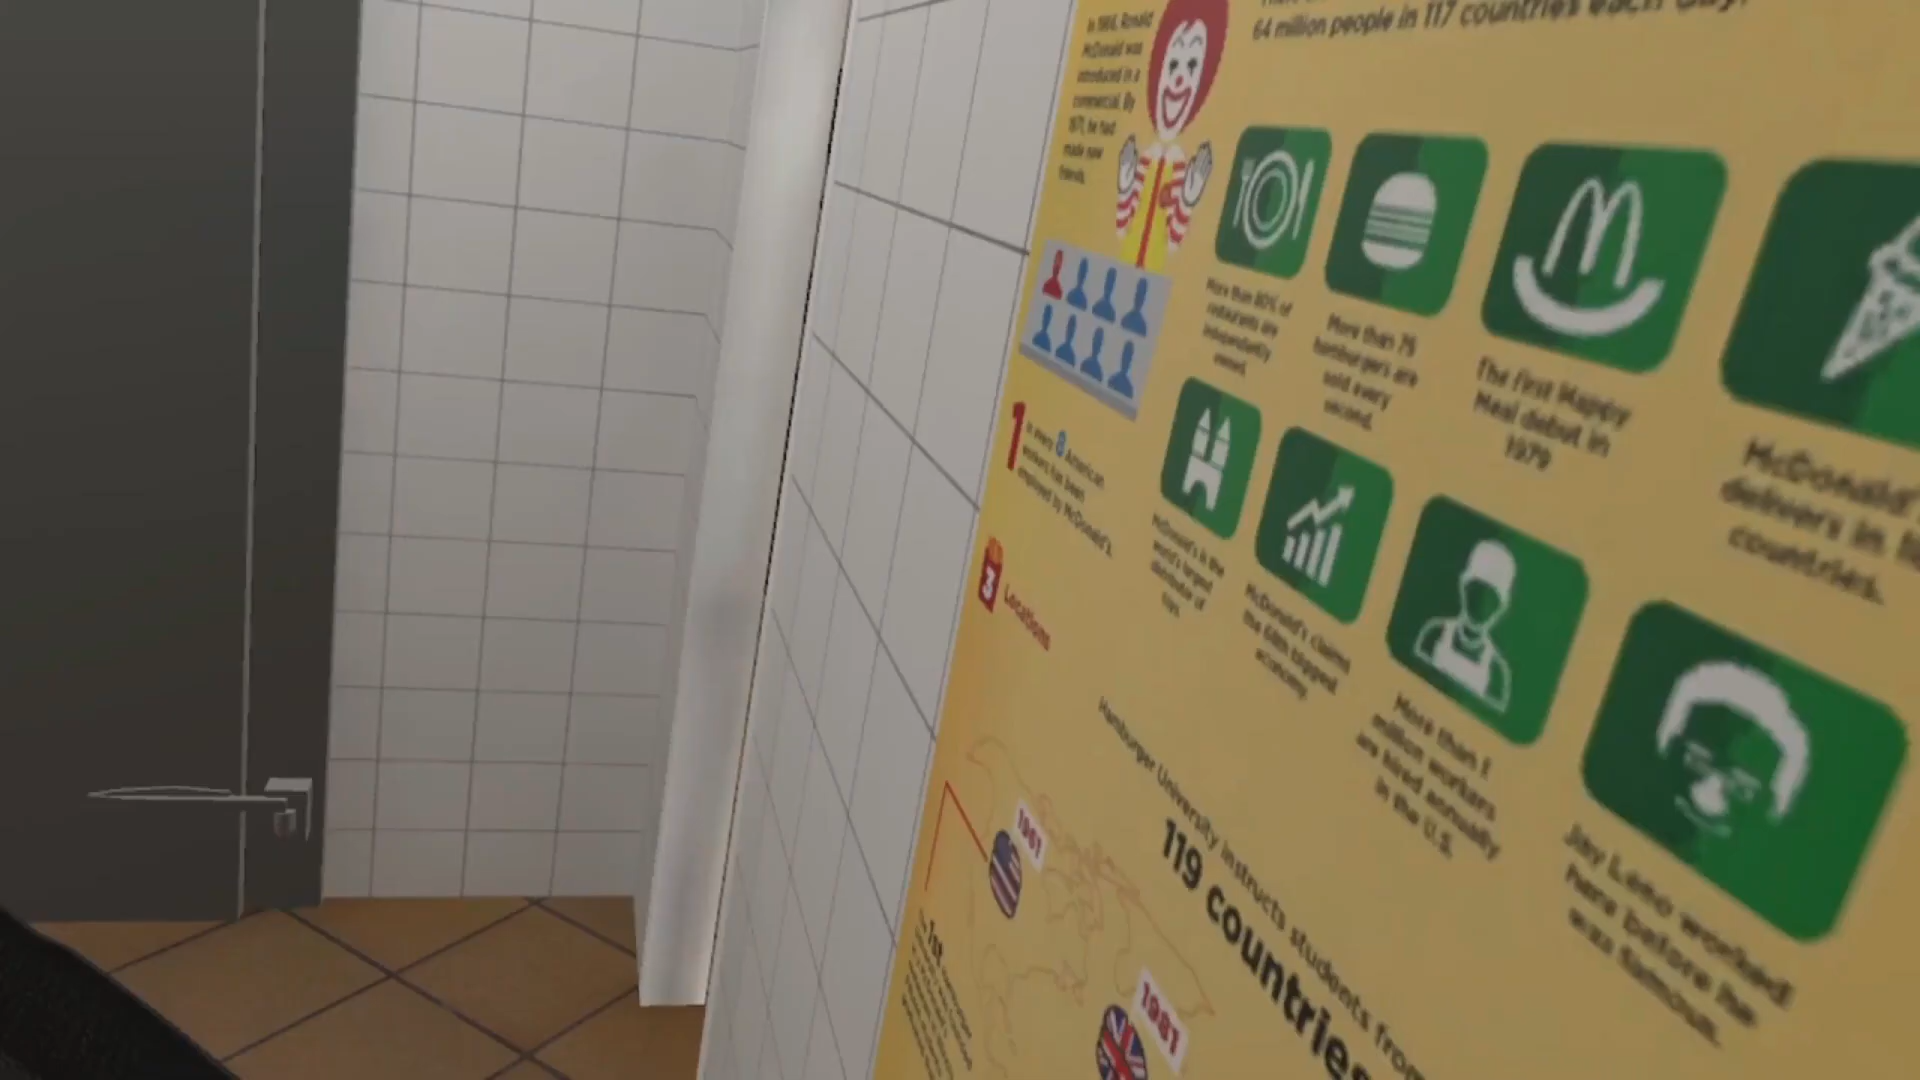 64 million people in 117 countries each day.
In 1966, Ronald
McDonald was
introduced in a
commercial. By
1971, he had
made new
friends.
More than 80% of
restaurants are
independently
owned.
More than 75
hamburgers are
sold every
second.
The first Happy
Meal debut in
1979
McDonald's
delivers in
countries.
1 in every 8 American
workers has been
employed by McDonald's.
McDonald's is the
world's largest
distributor of
toys.
McDonald's claims
the 68th biggest
economy.
More than 1
million workers
are hired annually
in the U.S.
Jay Leno worked
here before he
was famous.
3 Locations
Hamburger University instructs students from
119 countries
1961
1981
1st